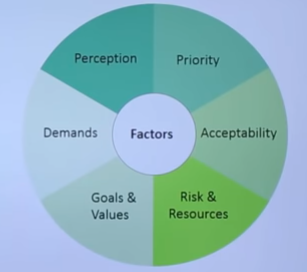 Perception
Priority
Demands
Factors
Acceptability
Goals &
Values
Risk &
Resources